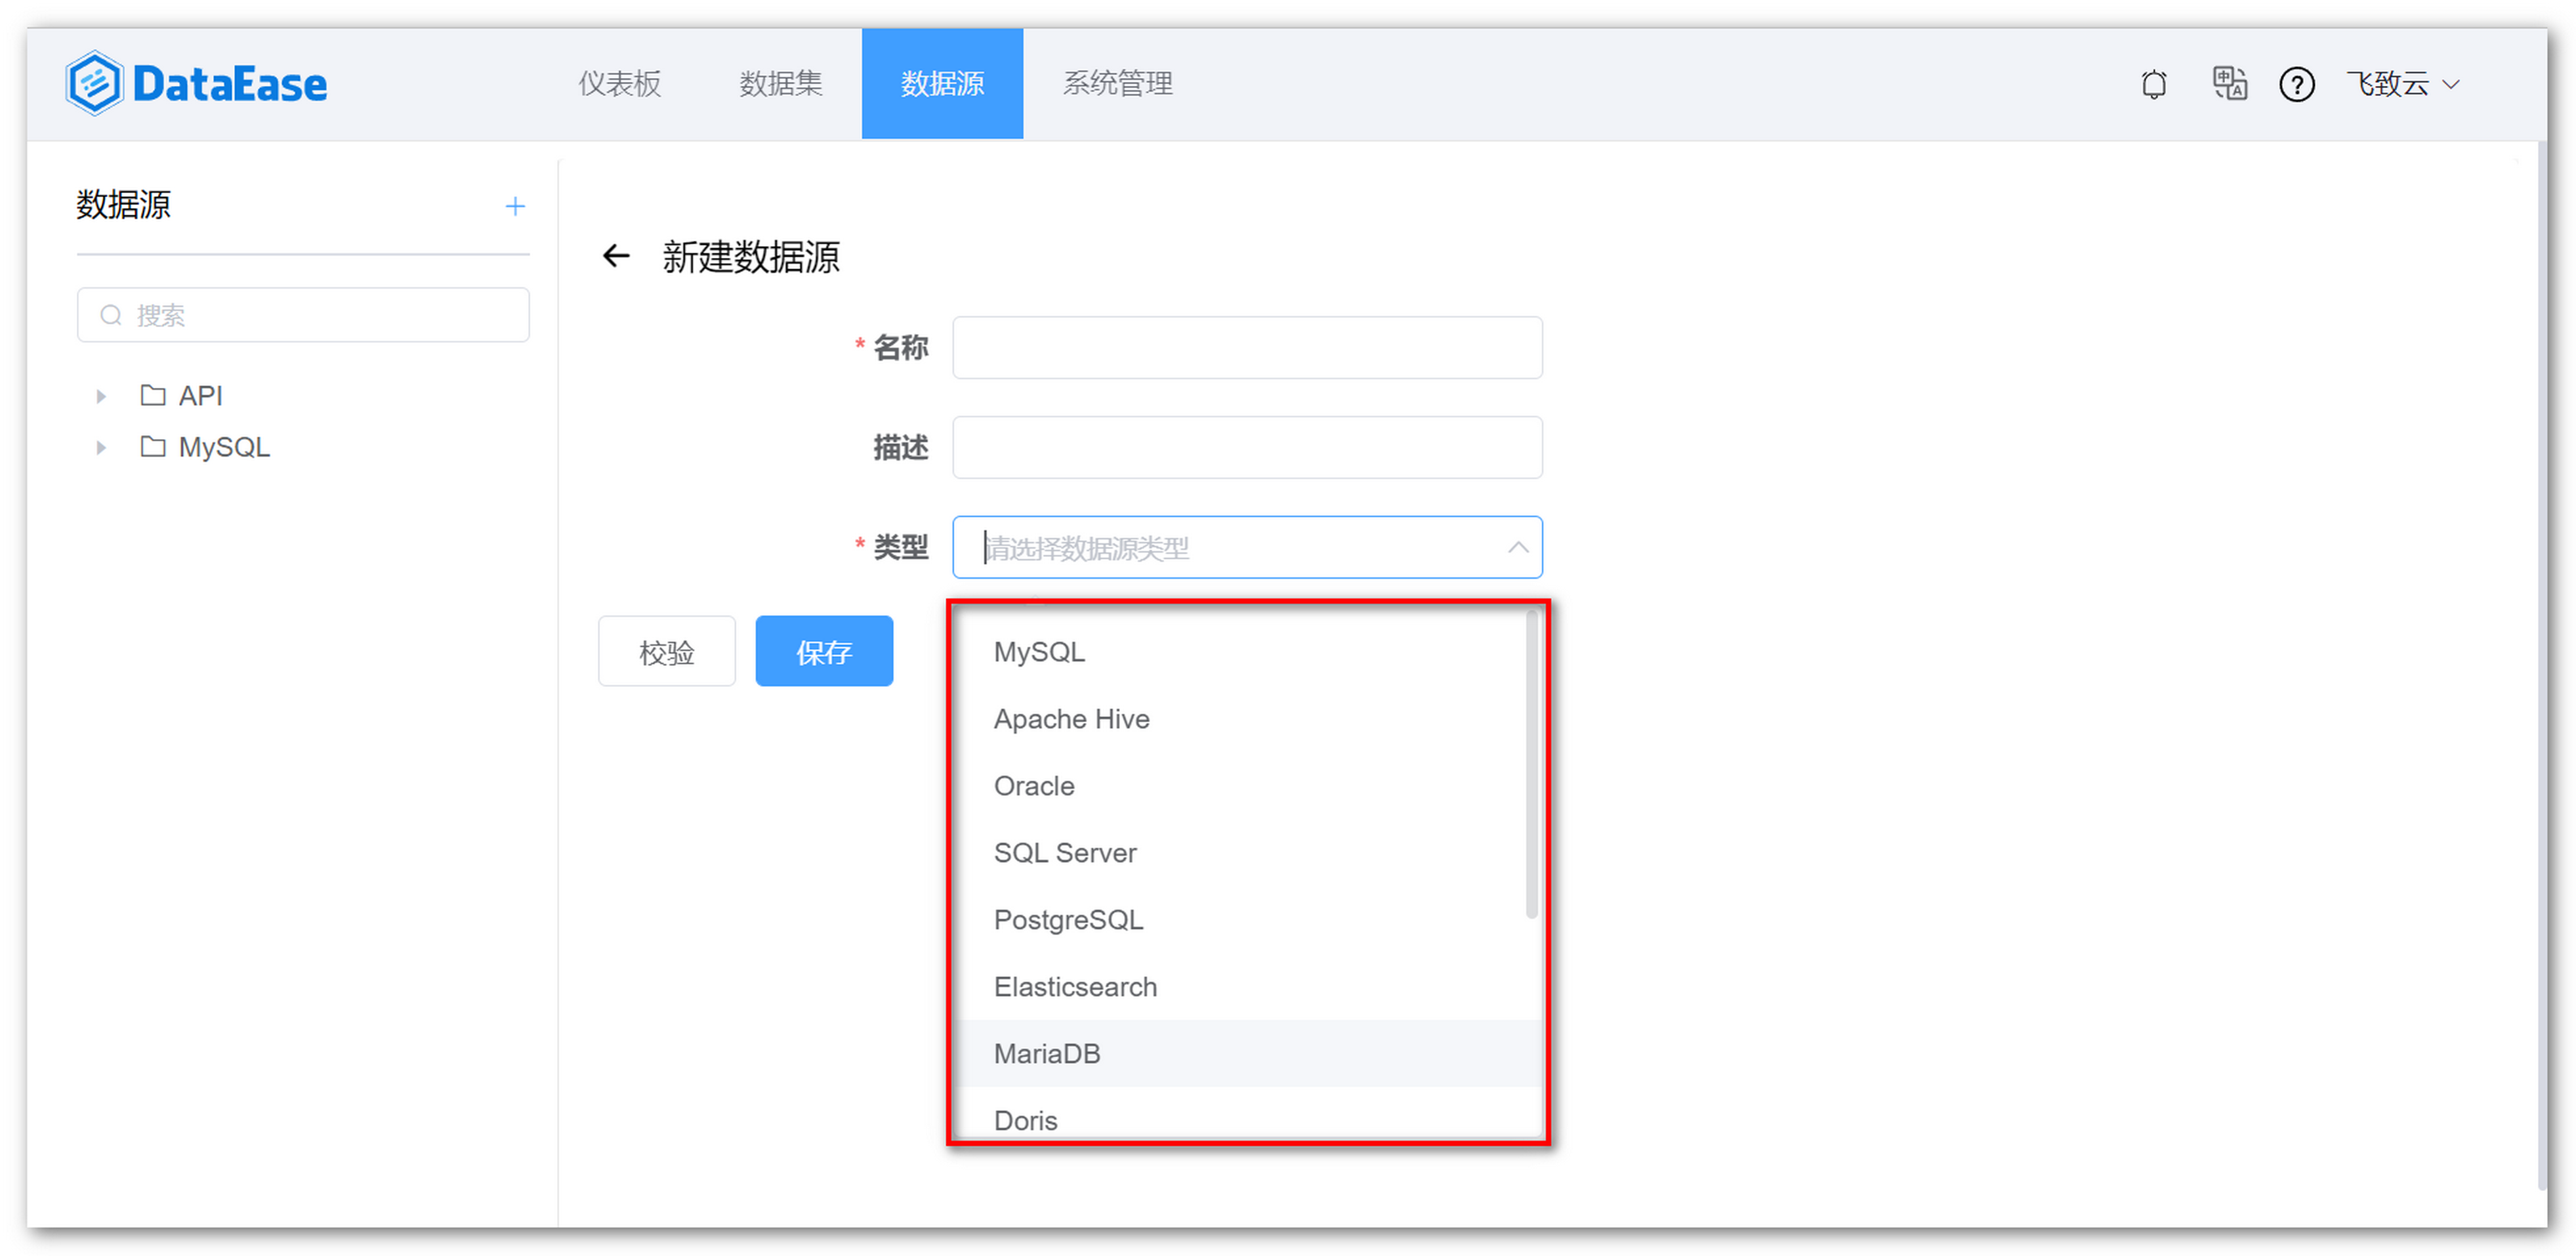 DataEase 仪表板 数据集 数据源 系统管理 飞致云
数据源
搜索
API
MySQL
新建数据源
* 名称
描述
* 类型 请选择数据源类型
校验 保存
MySQL
Apache Hive
Oracle
SQL Server
PostgreSQL
Elasticsearch
MariaDB
Doris